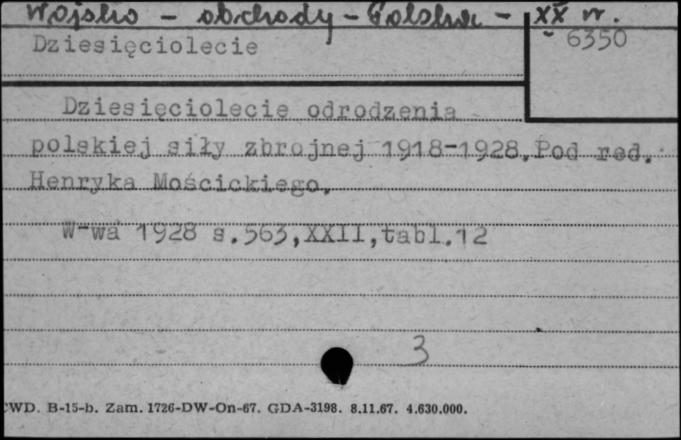 Wojsko - obchody - Polska - XX w.
Dziesięciolecie
6350
Dziesięciolecie odrodzenia
polskiej siły zbrojnej 1918-1928. Pod red.
Henryka Mościckiego.
W-wa 1928 s.563,XXII,tabl.12
3
CWD. B-15-b. Zam. 1726-DW-On-67. GDA-3198. 8.11.67. 4.630.000.